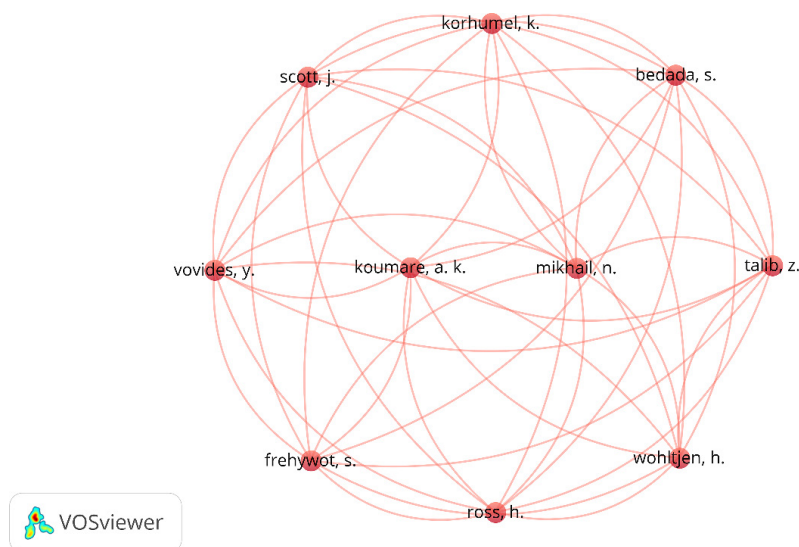 korhumel, k.
scott, j.
bedada, s.
vovides, y.
koumare, a. k.
mikhail, n.
talib, z.
frehywot, s.
wohltjen, h.
ross, h.
VOSviewer